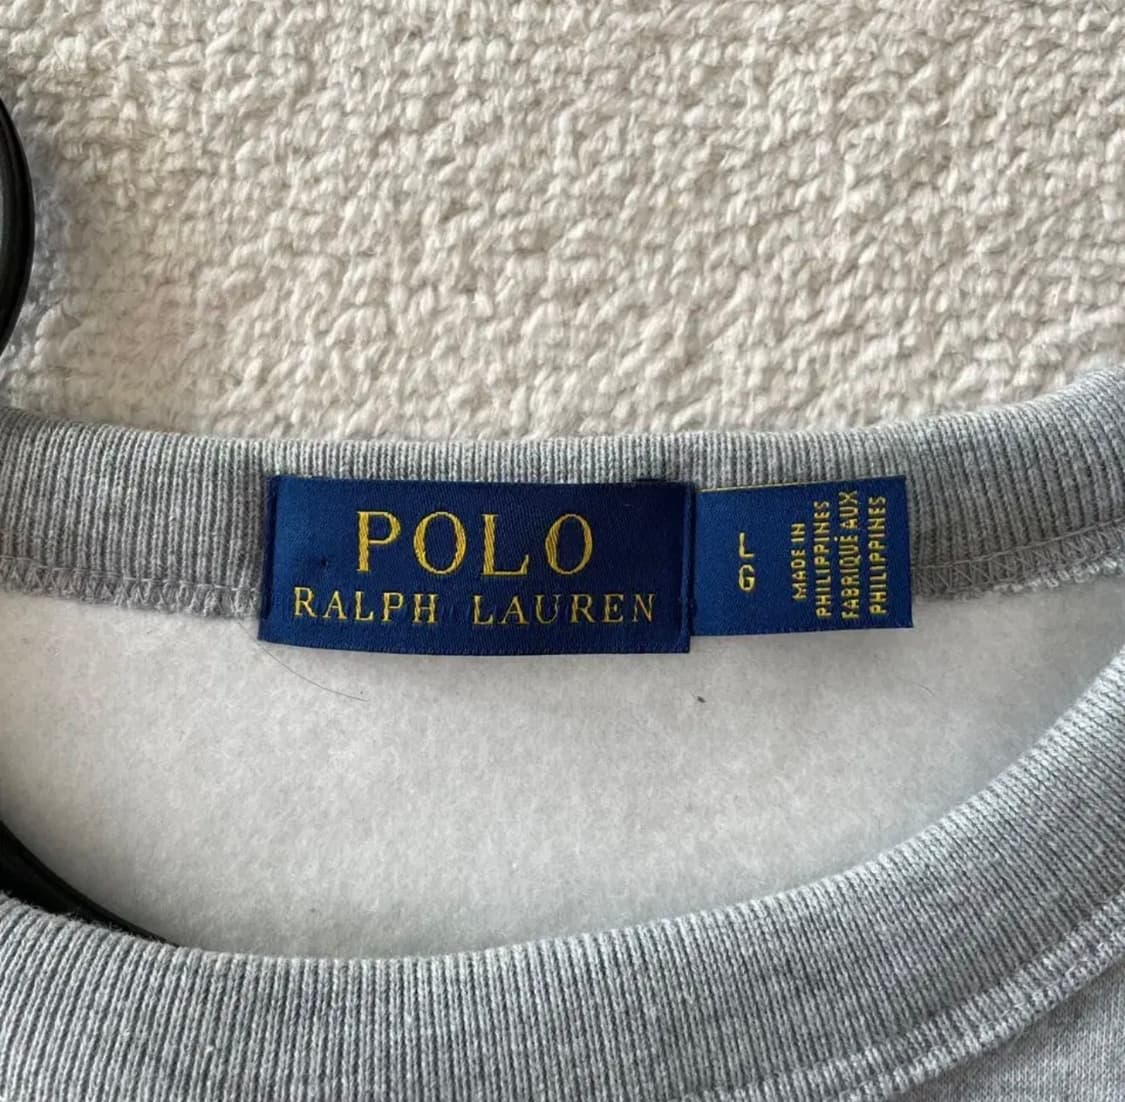 POLO
RALPH LAUREN
L
G
MADE IN
PHILIPPINES
FABRIQUÉ AUX
PHILIPPINES